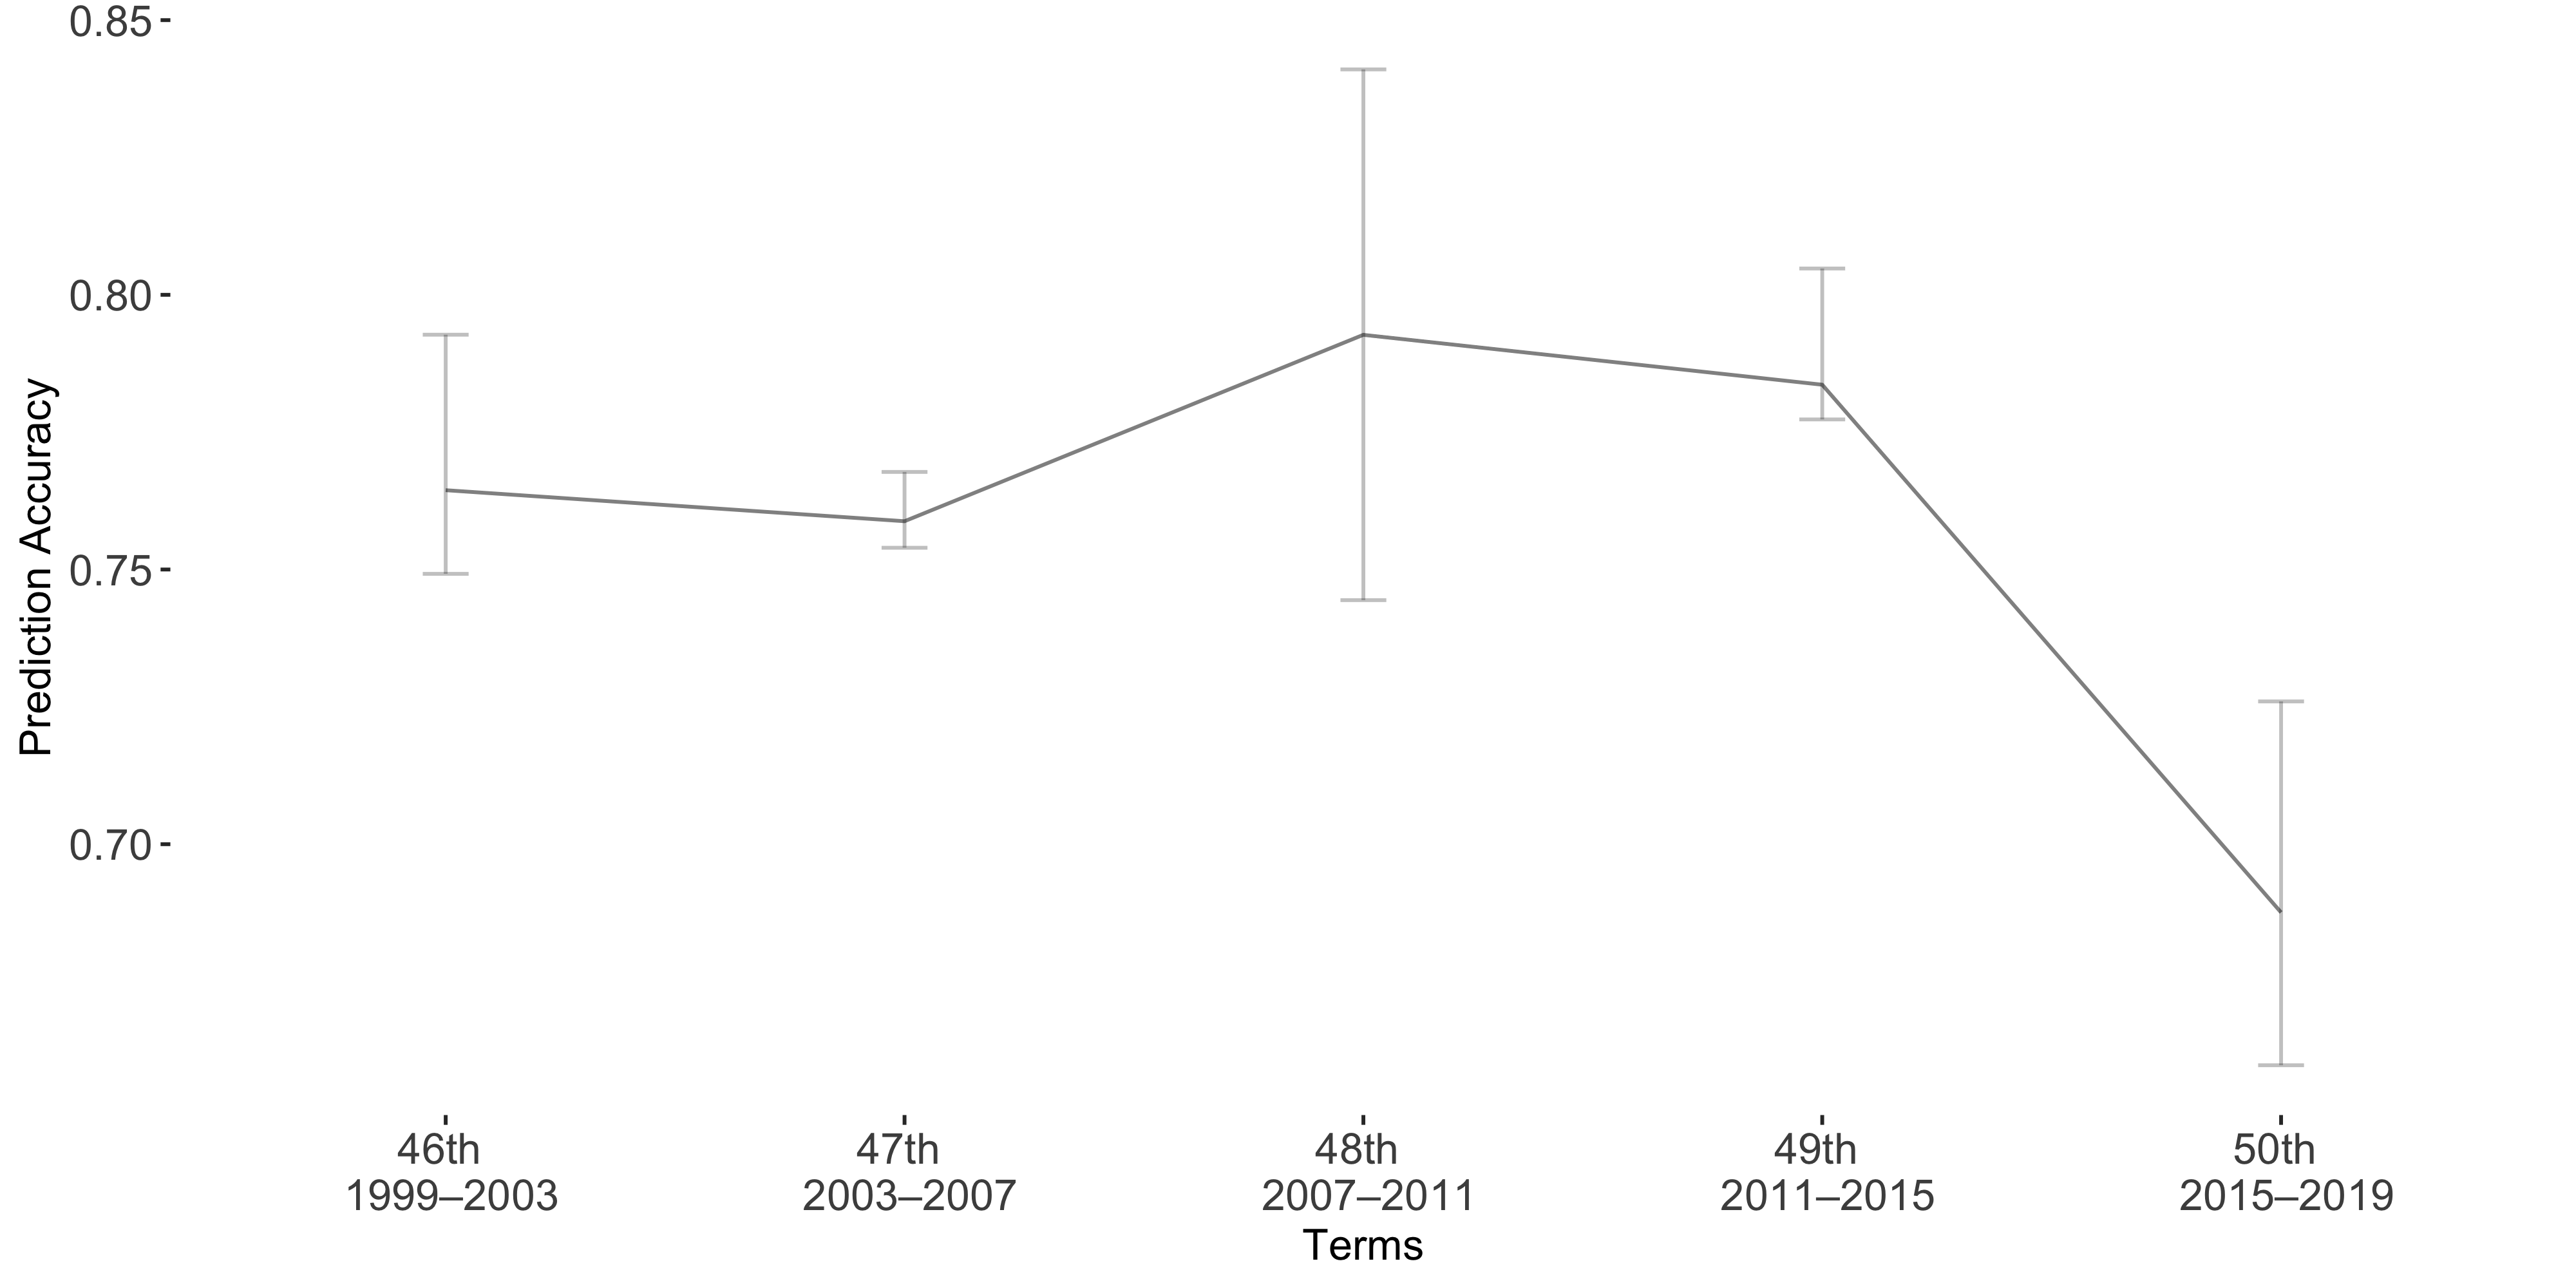 0.85
0.80
0.75
0.70
Prediction Accuracy
46th
1999–2003
47th
2003–2007
48th
2007–2011
49th
2011–2015
50th
2015–2019
Terms